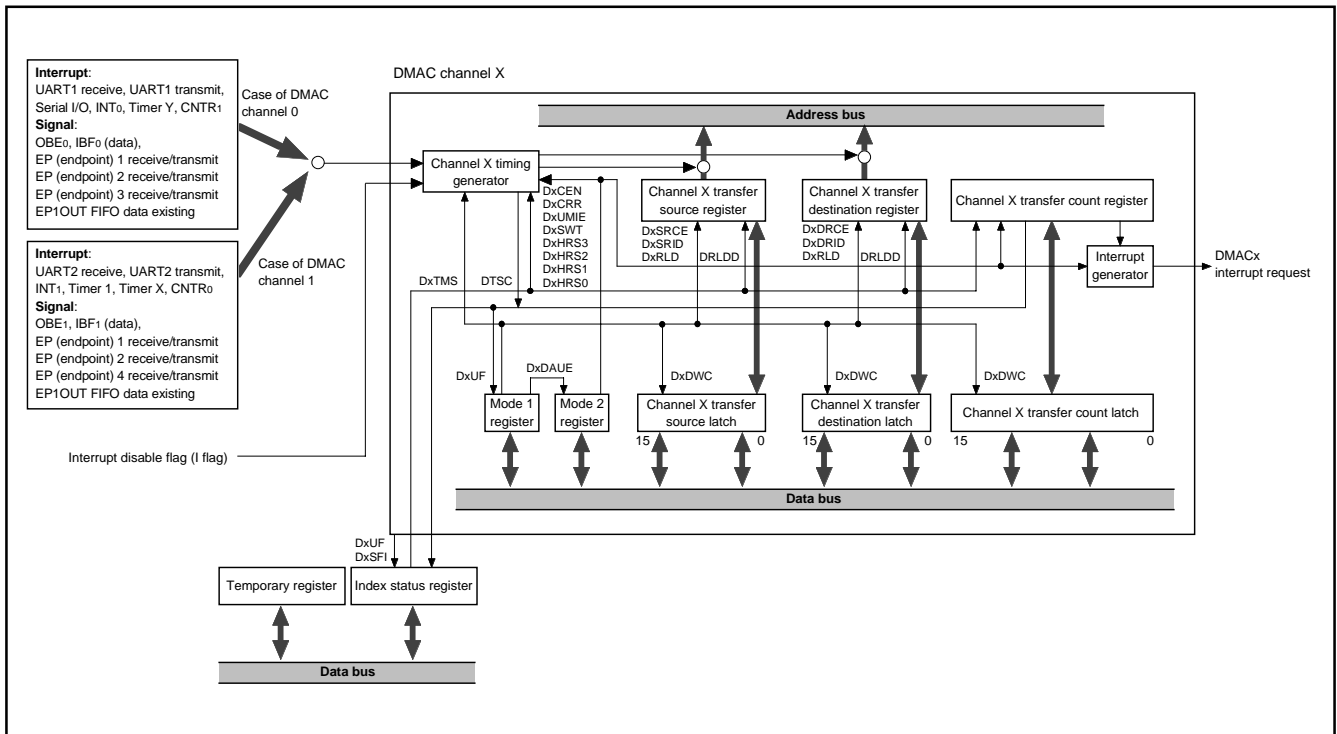 Interrupt:
UART1 receive, UART1 transmit,
Serial I/O, INT0, Timer Y, CNTR1
Signal:
OBE0, IBF0 (data),
EP (endpoint) 1 receive/transmit
EP (endpoint) 2 receive/transmit
EP (endpoint) 3 receive/transmit
EP1OUT FIFO data existing
Case of DMAC
channel 0
Interrupt:
UART2 receive, UART2 transmit,
INT1, Timer 1, Timer X, CNTR0
Signal:
OBE1, IBF1 (data),
EP (endpoint) 1 receive/transmit
EP (endpoint) 2 receive/transmit
EP (endpoint) 4 receive/transmit
EP1OUT FIFO data existing
Case of DMAC
channel 1
Interrupt disable flag (I flag)
DMAC channel X
Address bus
Channel X timing
generator
DxCEN
DxCRR
DxUMIE
DxSWT
DxHRS3
DxHRS2
DxHRS1
DxHRS0
DxTMS
DTSC
Channel X transfer
source register
DxSRCE
DxSRID
DxRLD
DRLDD
Channel X transfer
destination register
DxDRCE
DxDRID
DxRLD
DRLDD
Channel X transfer count register
Interrupt
generator
DMACx
interrupt request
DxUF
DxDAUE
DxDWC
DxDWC
DxDWC
Mode 1
register
Mode 2
register
Channel X transfer
source latch
15
0
Channel X transfer
destination latch
15
0
Channel X transfer count latch
15
0
Data bus
DxUF
DxSFI
Temporary register
Index status register
Data bus